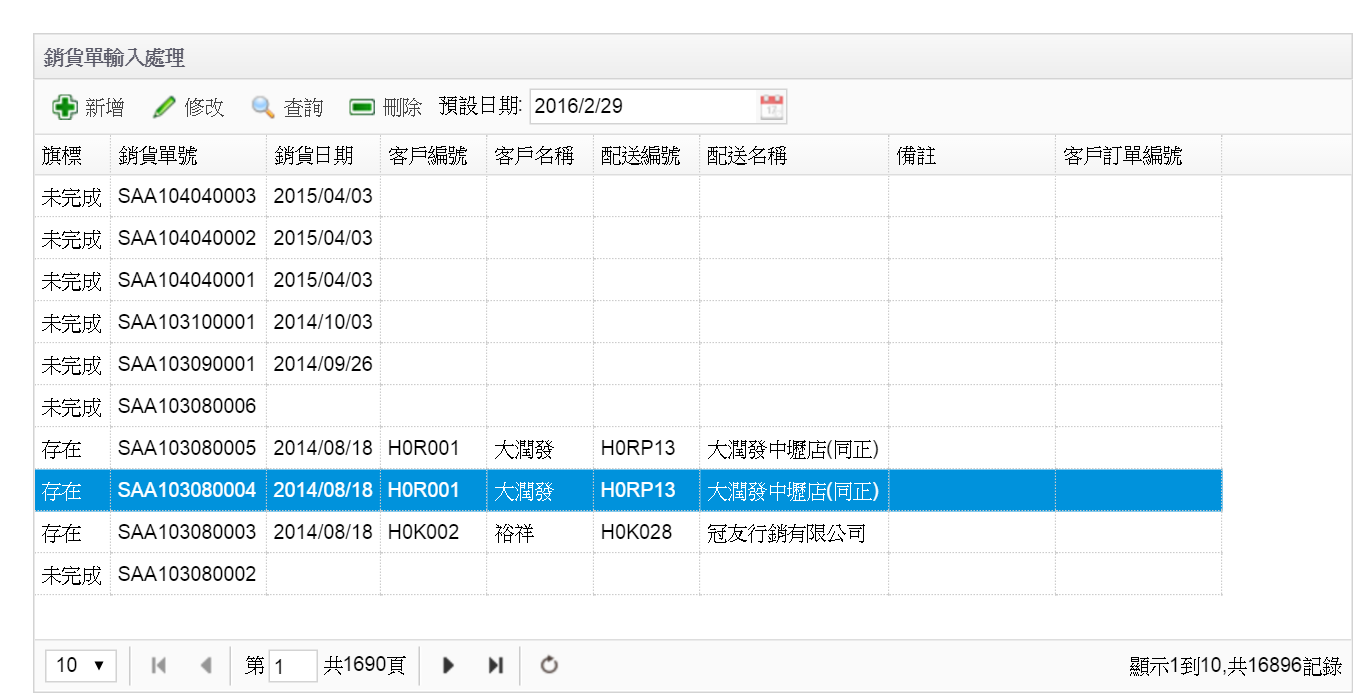 銷貨單輸入處理
新增 修改 查詢 刪除 預設日期: 2016/2/29
旗標 銷貨單號 銷貨日期 客戶編號 客戶名稱 配送編號 配送名稱 備註 客戶訂單編號
未完成 SAA104040003 2015/04/03
未完成 SAA104040002 2015/04/03
未完成 SAA104040001 2015/04/03
未完成 SAA103100001 2014/10/03
未完成 SAA103090001 2014/09/26
未完成 SAA103080006
存在 SAA103080005 2014/08/18 H0R001 大潤發 H0RP13 大潤發中壢店(同正)
存在 SAA103080004 2014/08/18 H0R001 大潤發 H0RP13 大潤發中壢店(同正)
存在 SAA103080003 2014/08/18 H0K002 裕祥 H0K028 冠友行銷有限公司
未完成 SAA103080002
10 第 1 共1690頁 顯示1到10,共16896記錄